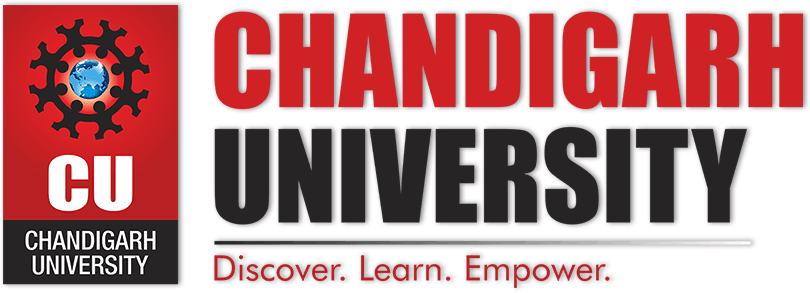 CU
CHANDIGARH
UNIVERSITY
CHANDIGARH
UNIVERSITY
Discover. Learn. Empower.